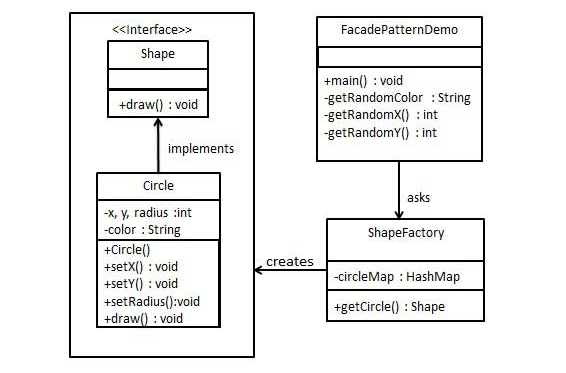 <<Interface>>
Shape
+draw() : void
implements
Circle
-x, y, radius :int
-color : String
+Circle()
+setX() : void
+setY() : void
+setRadius():void
+draw() : void
FacadePatternDemo
+main() : void
-getRandomColor : String
-getRandomX() : int
-getRandomY() : int
asks
ShapeFactory
-circleMap : HashMap
+getCircle() : Shape
creates